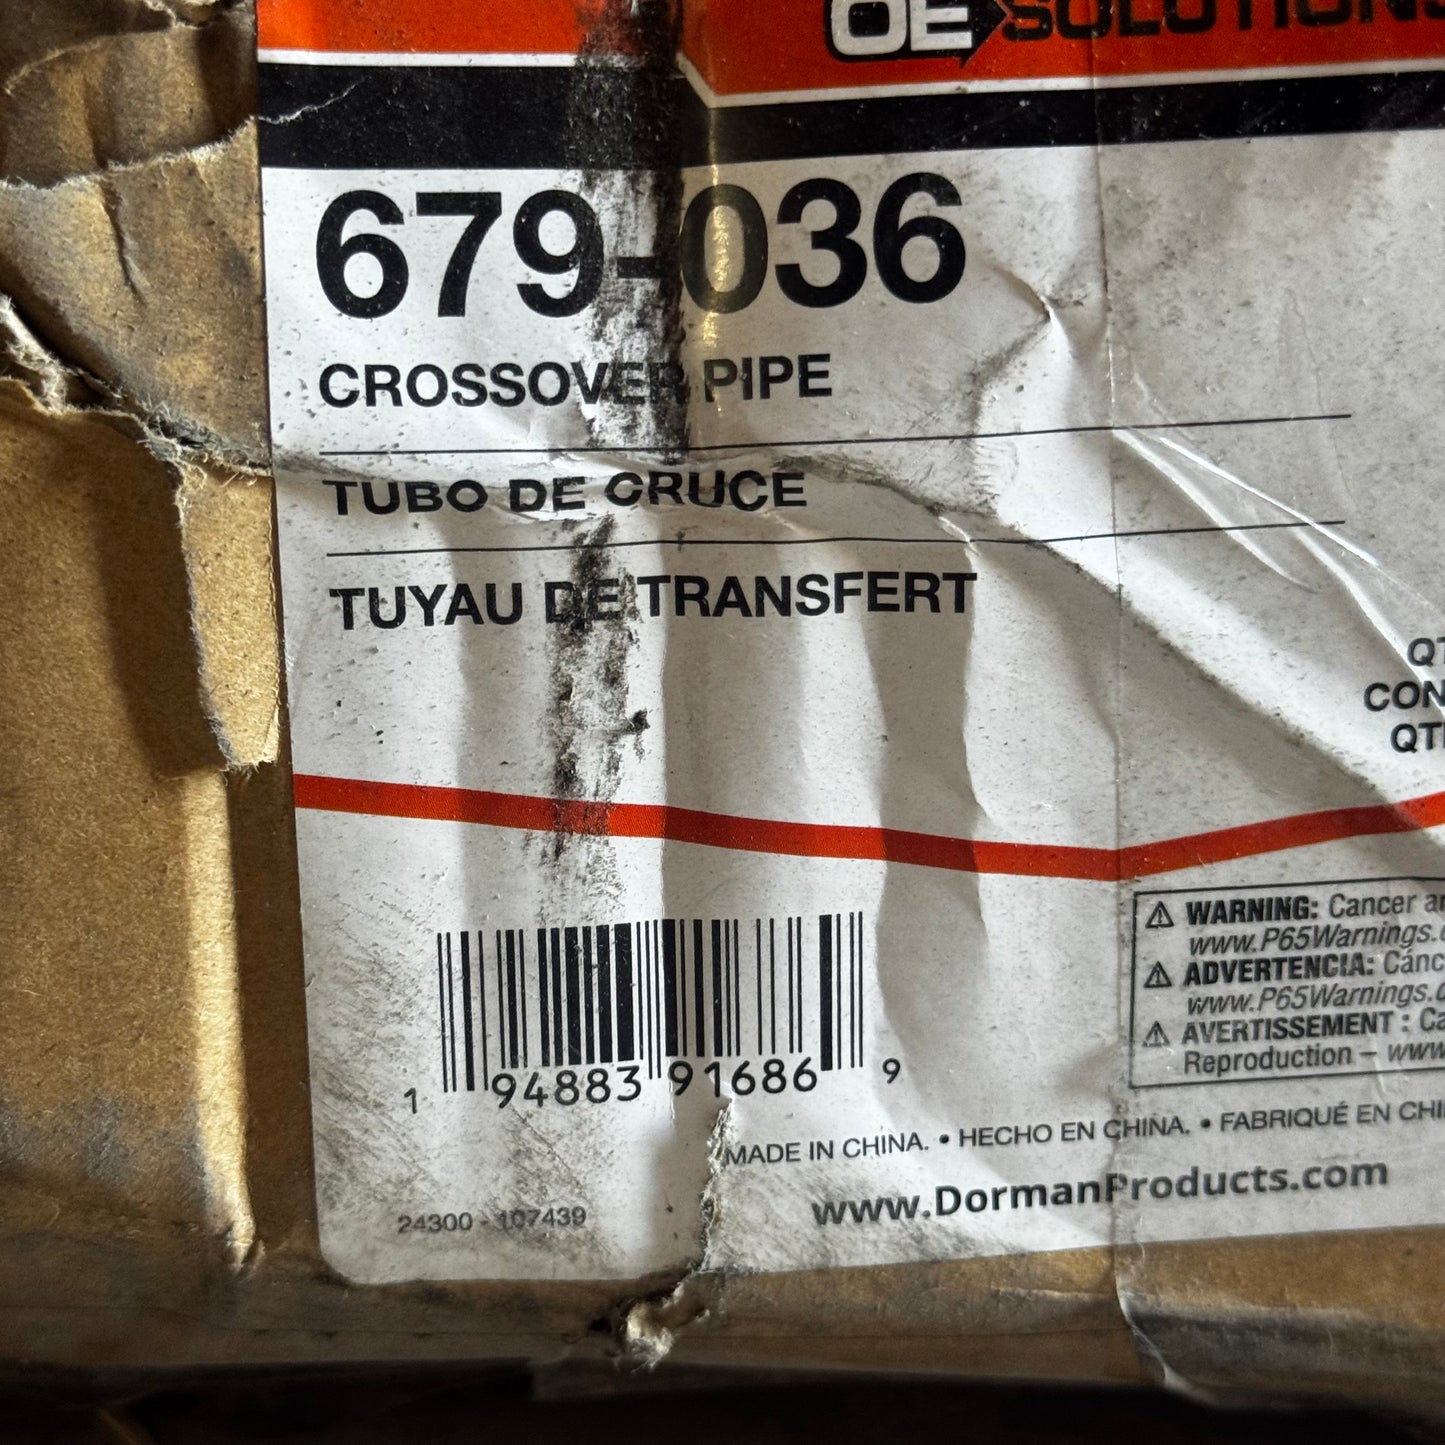 OE SOLUTIONS
679-036
CROSSOVER PIPE
TUBO DE CRUCE
TUYAU DE TRANSFERT
QT
CON
QT
WARNING: Cancer an
www.P65Warnings.c
ADVERTENCIA: Cánc
www.P65Warnings.c
AVERTISSEMENT : Ca
Reproduction – www
1 94883 91686 9
MADE IN CHINA. • HECHO EN CHINA. • FABRIQUÉ EN CHI
www.DormanProducts.com
24300 - 107439